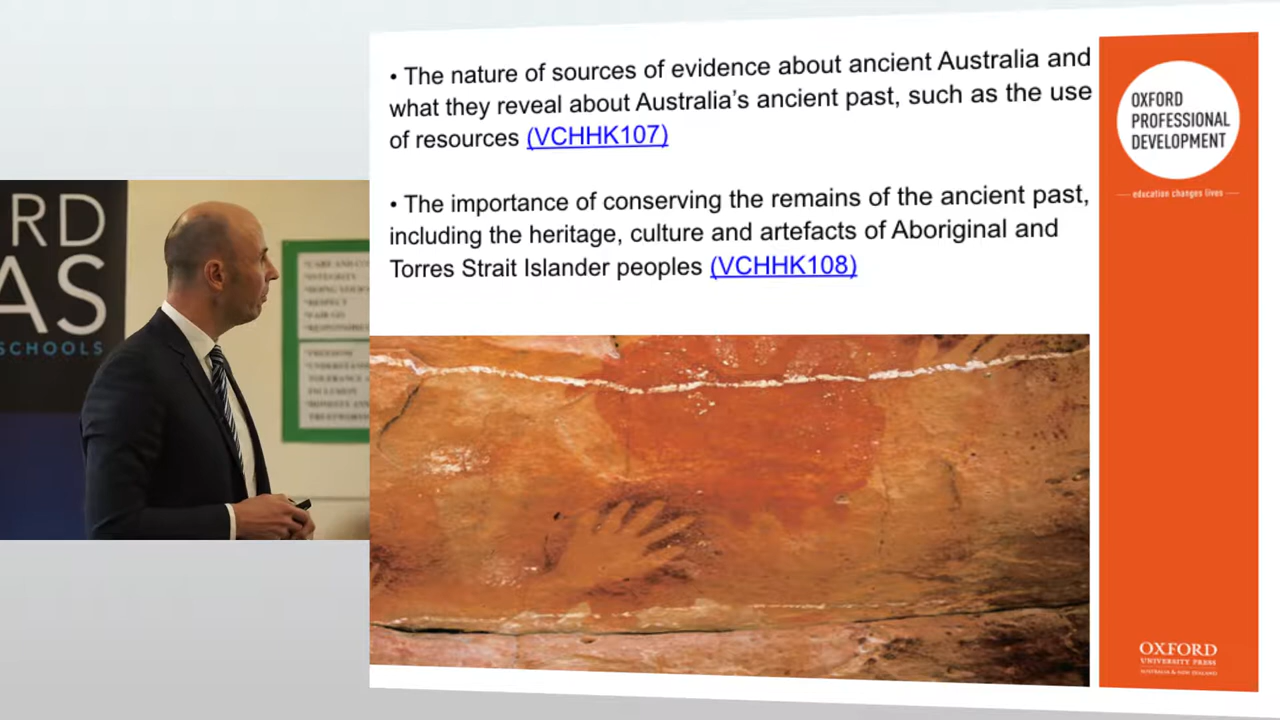 • The nature of sources of evidence about ancient Australia and
what they reveal about Australia's ancient past, such as the use
of resources (VCHHK107)
• The importance of conserving the remains of the ancient past,
including the heritage, culture and artefacts of Aboriginal and
Torres Strait Islander peoples (VCHHK108)
OXFORD
PROFESSIONAL
DEVELOPMENT
education changes lives
OXFORD
UNIVERSITY PRESS
AUSTRALIA & NEW ZEALAND
RD
AS
SCHOOLS